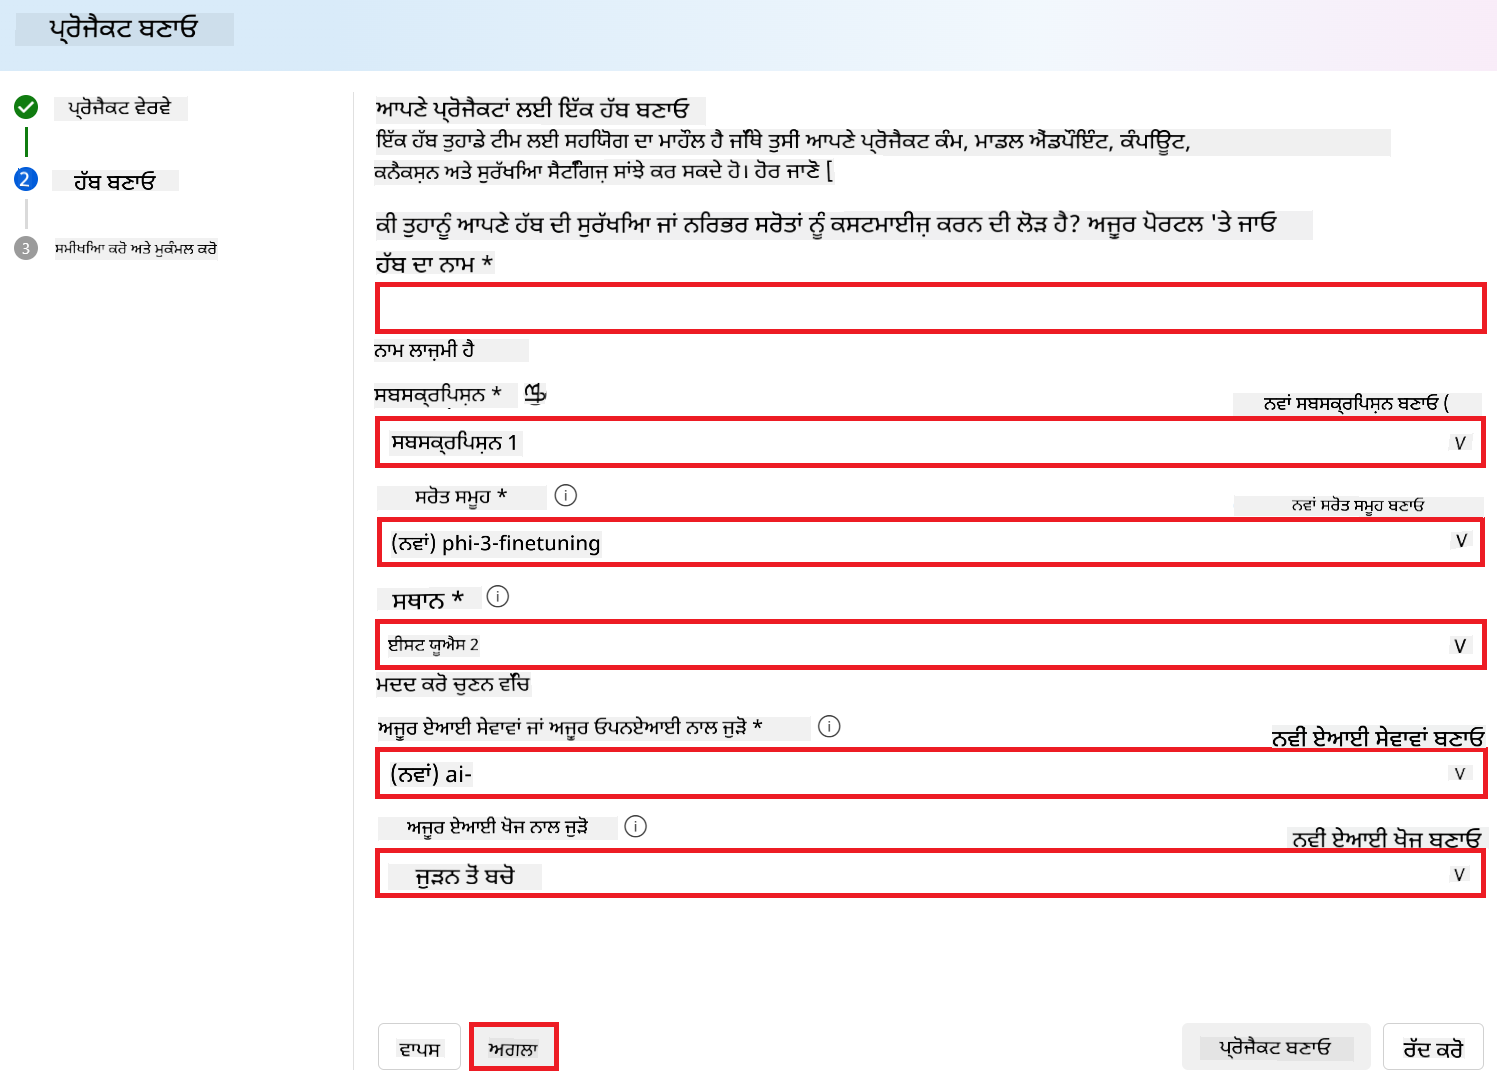 ਪ੍ਰੋਜੈਕਟ ਬਣਾਓ
ਪ੍ਰੋਜੈਕਟ ਵੇਰਵੇ
2
ਹੱਬ ਬਣਾਓ
3
ਸਮੀਖਿਆ ਕਰੋ ਅਤੇ ਮੁਕੰਮਲ ਕਰੋ
ਆਪਣੇ ਪ੍ਰੋਜੈਕਟਾਂ ਲਈ ਇੱਕ ਹੱਬ ਬਣਾਓ
ਇੱਕ ਹੱਬ ਤੁਹਾਡੇ ਟੀਮ ਲਈ ਸਹਿਯੋਗ ਦਾ ਮਾਹੌਲ ਹੈ ਜਿੱਥੇ ਤੁਸੀ ਆਪਣੇ ਪ੍ਰੋਜੈਕਟ ਕੰਮ, ਮਾਡਲ ਐਂਡਪੌਇੰਟ, ਕੰਪਿਊਟ,
ਕਨੈਕਸ਼ਨ ਅਤੇ ਸੁਰੱਖਿਆ ਸੈਟਿੰਗਜ਼ ਸਾਂਝੇ ਕਰ ਸਕਦੇ ਹੋ। ਹੋਰ ਜਾਣੋ [
ਕੀ ਤੁਹਾਨੂੰ ਆਪਣੇ ਹੱਬ ਦੀ ਸੁਰੱਖਿਆ ਜਾਂ ਨਿਰਭਰ ਸਰੋਤਾਂ ਨੂੰ ਕਸਟਮਾਈਜ਼ ਕਰਨ ਦੀ ਲੋੜ ਹੈ? ਅਜ਼ੂਰ ਪੋਰਟਲ 'ਤੇ ਜਾਓ
ਹੱਬ ਦਾ ਨਾਮ *
ਨਾਮ ਲਾਜ਼ਮੀ ਹੈ
ਸਬਸਕ੍ਰਿਪਸ਼ਨ *
ਨਵਾਂ ਸਬਸਕ੍ਰਿਪਸ਼ਨ ਬਣਾਓ (
ਸਬਸਕ੍ਰਿਪਸ਼ਨ 1
V
ਸਰੋਤ ਸਮੂਹ *
ਨਵਾਂ ਸਰੋਤ ਸਮੂਹ ਬਣਾਓ
(ਨਵਾਂ) phi-3-finetuning
V
ਸਥਾਨ *
ਈਸਟ ਯੂਐਸ 2
V
ਮਦਦ ਕਰੋ ਚੁਣਨ ਵਿੱਚ
ਅਜ਼ੂਰ ਏਆਈ ਸੇਵਾਵਾਂ ਜਾਂ ਅਜ਼ੂਰ ਓਪਨਏਆਈ ਨਾਲ ਜੁੜੋ *
ਨਵੀ ਏਆਈ ਸੇਵਾਵਾਂ ਬਣਾਓ
(ਨਵਾਂ) ai-
V
ਅਜ਼ੂਰ ਏਆਈ ਖੋਜ ਨਾਲ ਜੁੜੋ
ਨਵੀ ਏਆਈ ਖੋਜ ਬਣਾਓ
ਜੁੜਨ ਤੋਂ ਬਚੋ
V
ਵਾਪਸ
ਅਗਲਾ
ਪ੍ਰੋਜੈਕਟ ਬਣਾਓ
ਰੱਦ ਕਰੋ